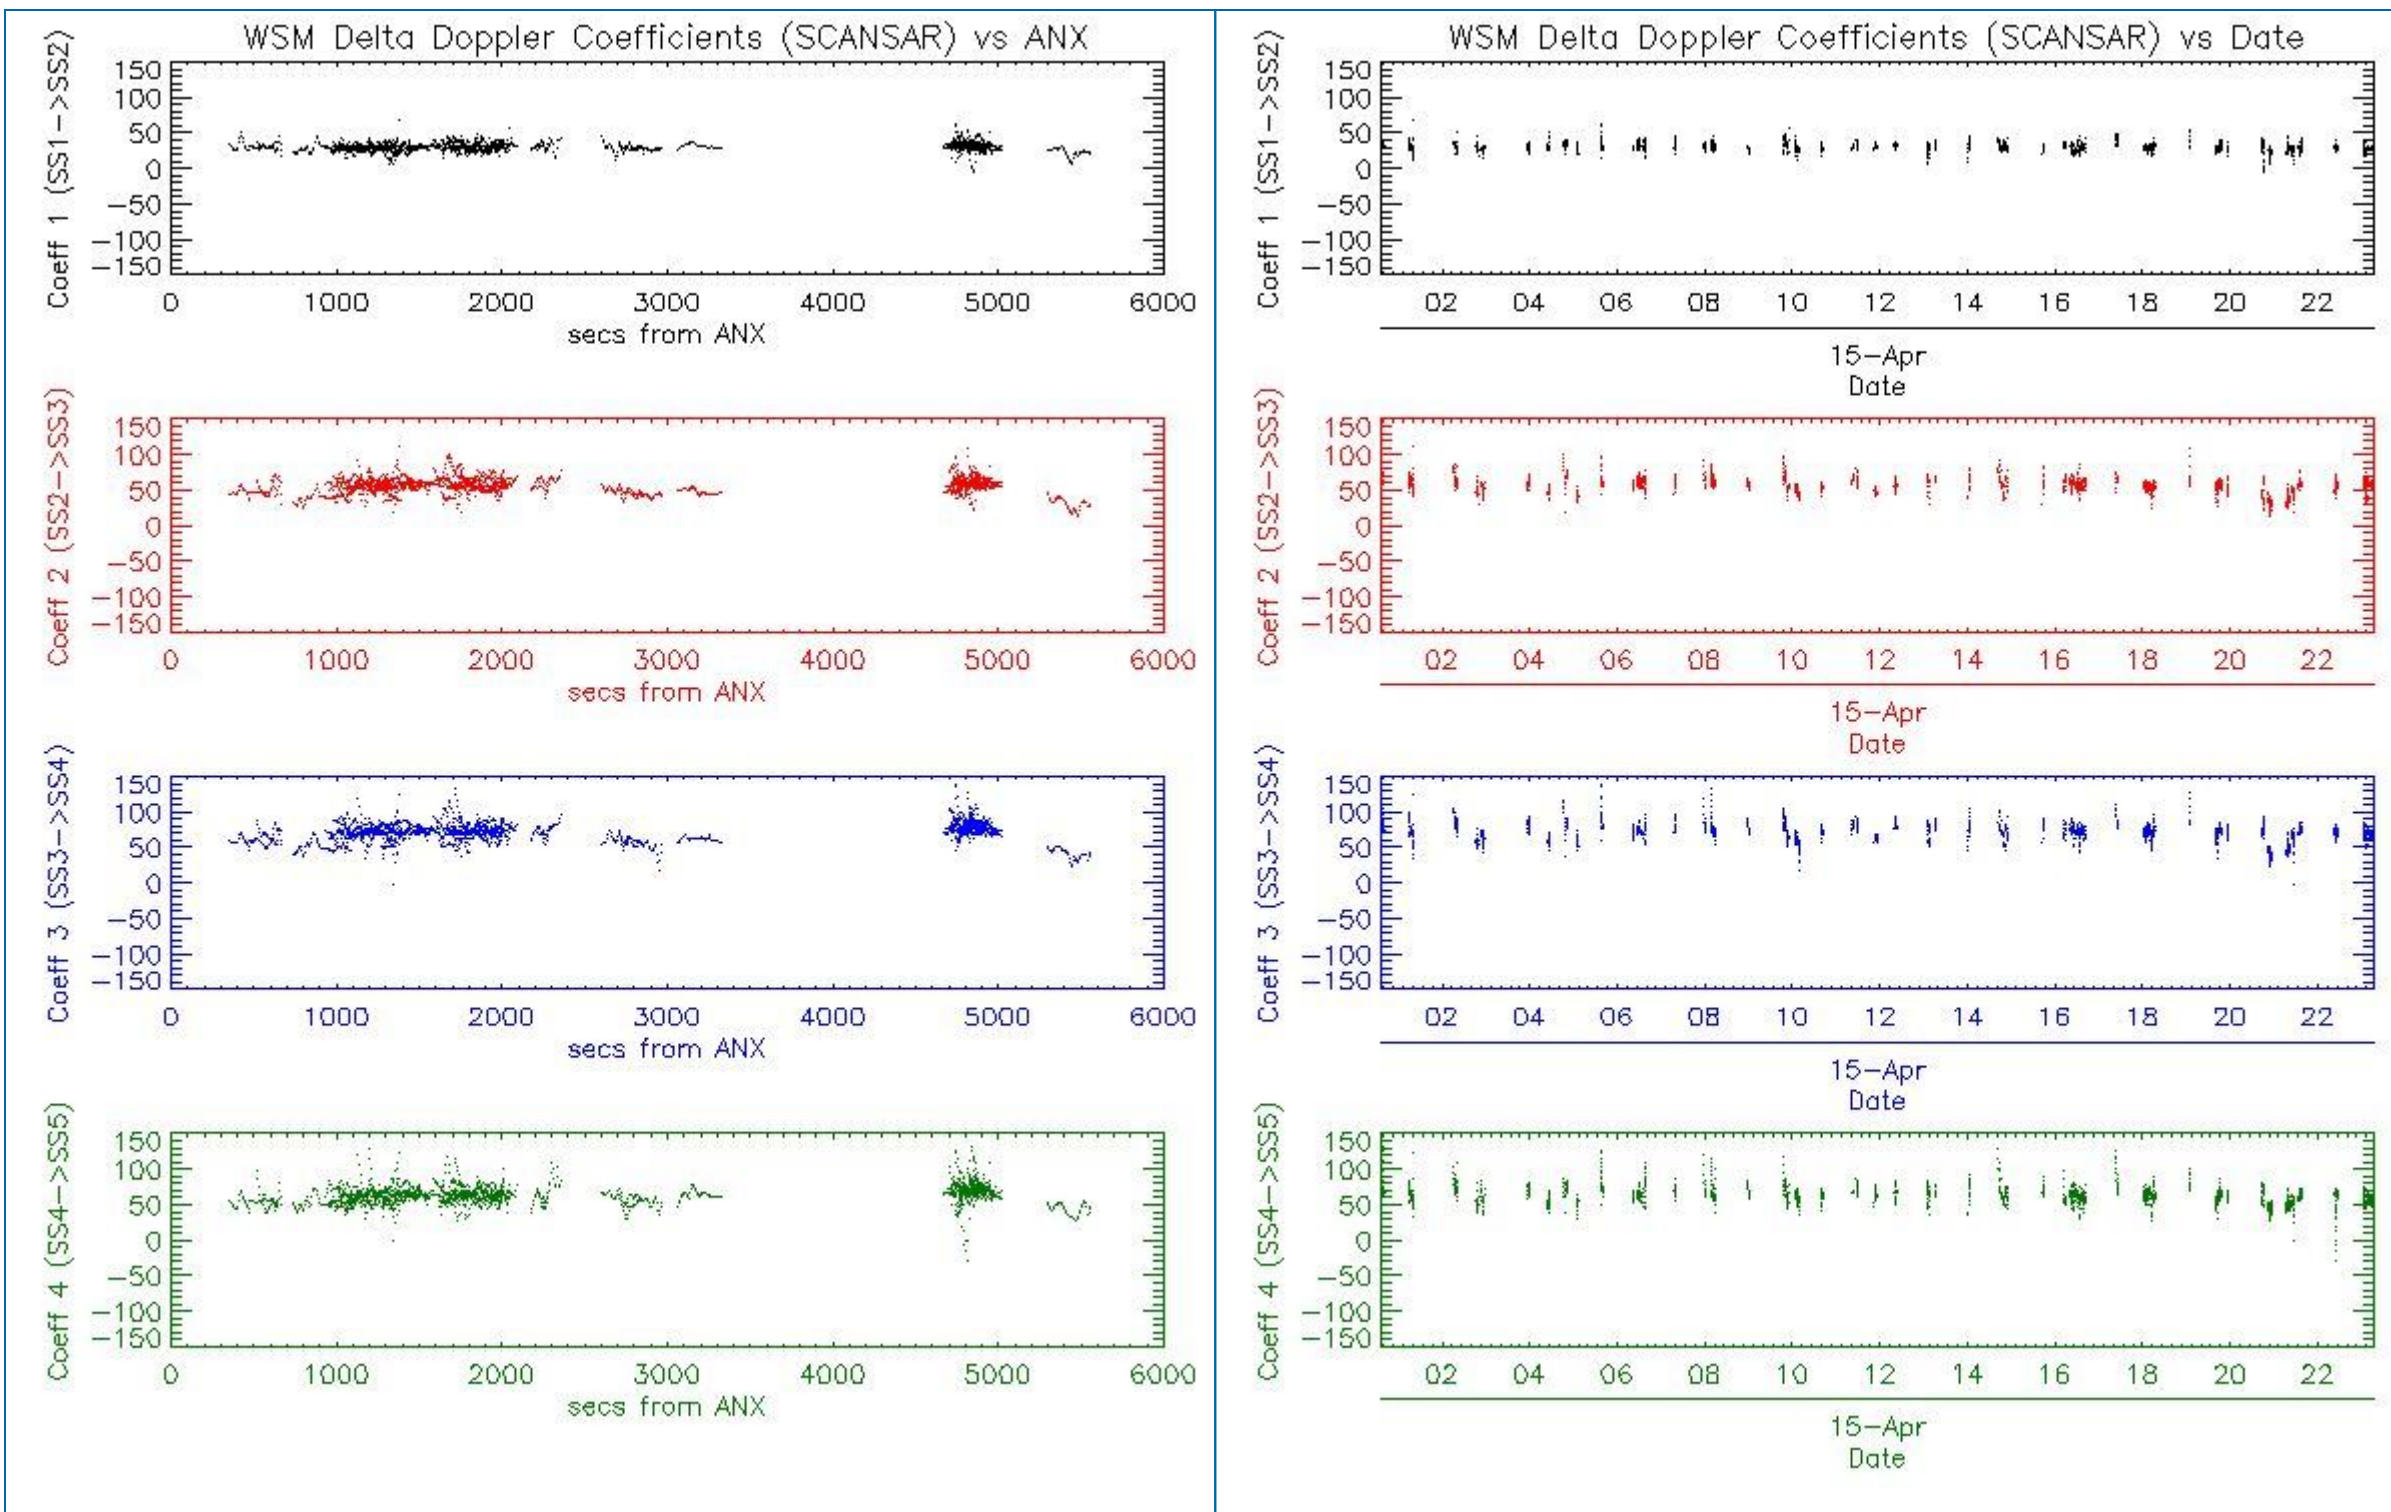 WSM Delta Doppler Coefficients (SCANSAR) vs ANX
Coeff 1 (SS1->SS2)
150
100
50
0
-50
-100
-150
0 1000 2000 3000 4000 5000 6000
secs from ANX
Coeff 2 (SS2->SS3)
150
100
50
0
-50
-100
-150
0 1000 2000 3000 4000 5000 6000
secs from ANX
Coeff 3 (SS3->SS4)
150
100
50
0
-50
-100
-150
0 1000 2000 3000 4000 5000 6000
secs from ANX
Coeff 4 (SS4->SS5)
150
100
50
0
-50
-100
-150
0 1000 2000 3000 4000 5000 6000
secs from ANX
WSM Delta Doppler Coefficients (SCANSAR) vs Date
Coeff 1 (SS1->SS2)
150
100
50
0
-50
-100
-150
02 04 06 08 10 12 14 16 18 20 22
15-Apr
Date
Coeff 2 (SS2->SS3)
150
100
50
0
-50
-100
-150
02 04 06 08 10 12 14 16 18 20 22
15-Apr
Date
Coeff 3 (SS3->SS4)
150
100
50
0
-50
-100
-150
02 04 06 08 10 12 14 16 18 20 22
15-Apr
Date
Coeff 4 (SS4->SS5)
150
100
50
0
-50
-100
-150
02 04 06 08 10 12 14 16 18 20 22
15-Apr
Date